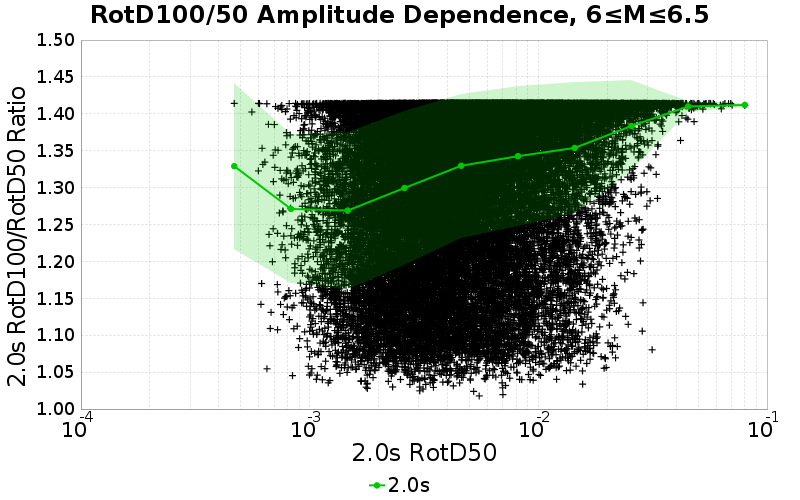 RotD100/50 Amplitude Dependence, 6≤M≤6.5
2.0s RotD100/RotD50 Ratio
1.50
1.45
1.40
1.35
1.30
1.25
1.20
1.15
1.10
1.05
1.00
10-4 10-3 10-2 10-1
2.0s RotD50
2.0s